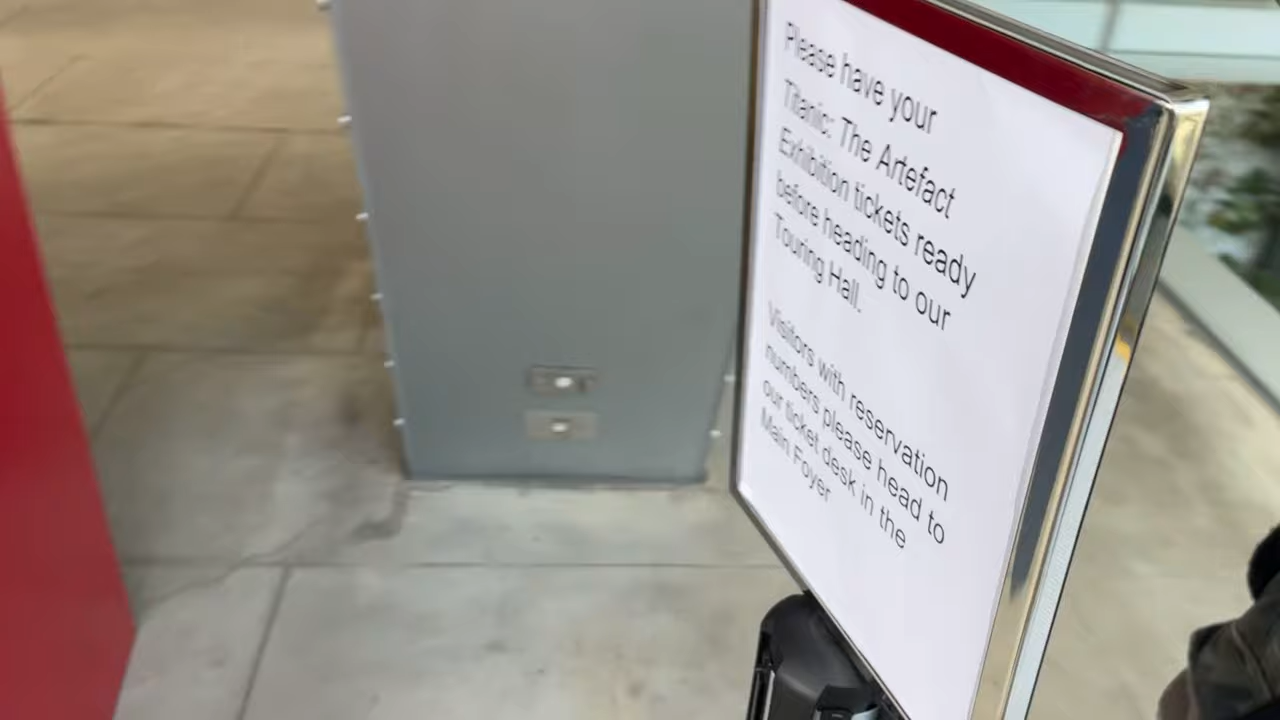 Please have your
Titanic: The Artefact
Exhibition tickets ready
before heading to our
Touring Hall.
Visitors with reservation
numbers please head to
our ticket desk in the
Main Foyer